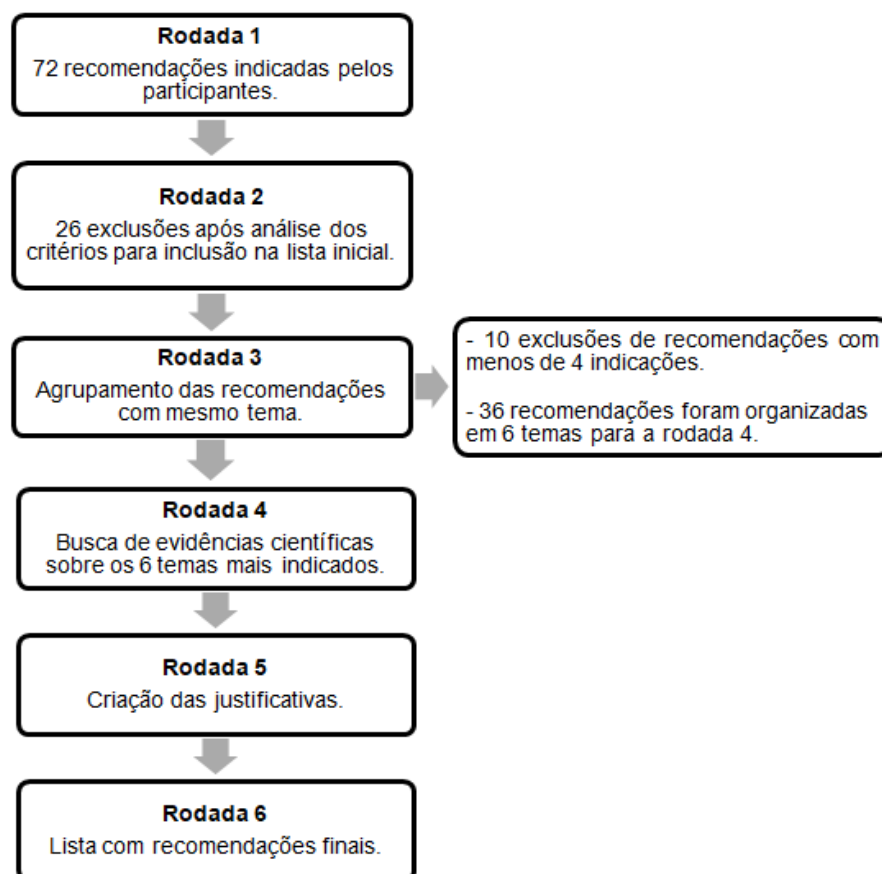 Rodada 1
72 recomendações indicadas pelos
participantes.
Rodada 2
26 exclusões após análise dos
critérios para inclusão na lista inicial.
Rodada 3
Agrupamento das recomendações
com mesmo tema.
- 10 exclusões de recomendações com
menos de 4 indicações.
- 36 recomendações foram organizadas
em 6 temas para a rodada 4.
Rodada 4
Busca de evidências científicas
sobre os 6 temas mais indicados.
Rodada 5
Criação das justificativas.
Rodada 6
Lista com recomendações finais.